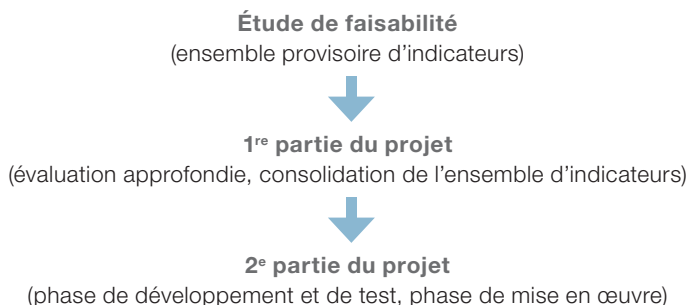 Étude de faisabilité
(ensemble provisoire d’indicateurs)
1re partie du projet
(évaluation approfondie, consolidation de l’ensemble d’indicateurs)
2e partie du projet
(phase de développement et de test, phase de mise en œuvre)